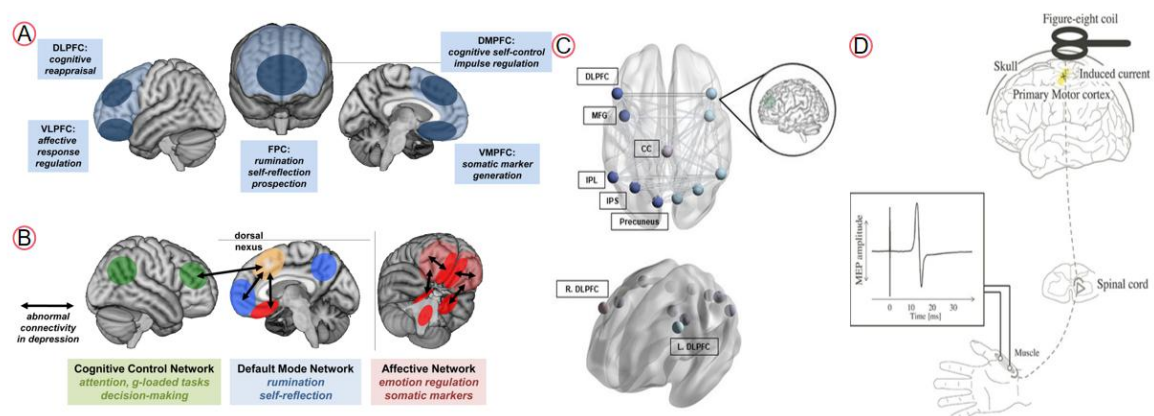 A
DLPFC:
cognitive
reappraisal
VLPFC:
affective
response
regulation
FPC:
rumination
self-reflection
prospection
DMPFC:
cognitive self-control
impulse regulation
VMPFC:
somatic marker
generation
B
dorsal
nexus
abnormal
connectivity
in depression
Cognitive Control Network
attention, g-loaded tasks
decision-making
Default Mode Network
rumination
self-reflection
Affective Network
emotion regulation
somatic markers
C
DLPFC
MFG
CC
IPL
IPS
Precuneus
R. DLPFC
L. DLPFC
D
Figure-eight coil
Skull
Induced current
Primary Motor cortex
MEP amplitude
0 10 20 30
Time [ms]
Spinal cord
Muscle